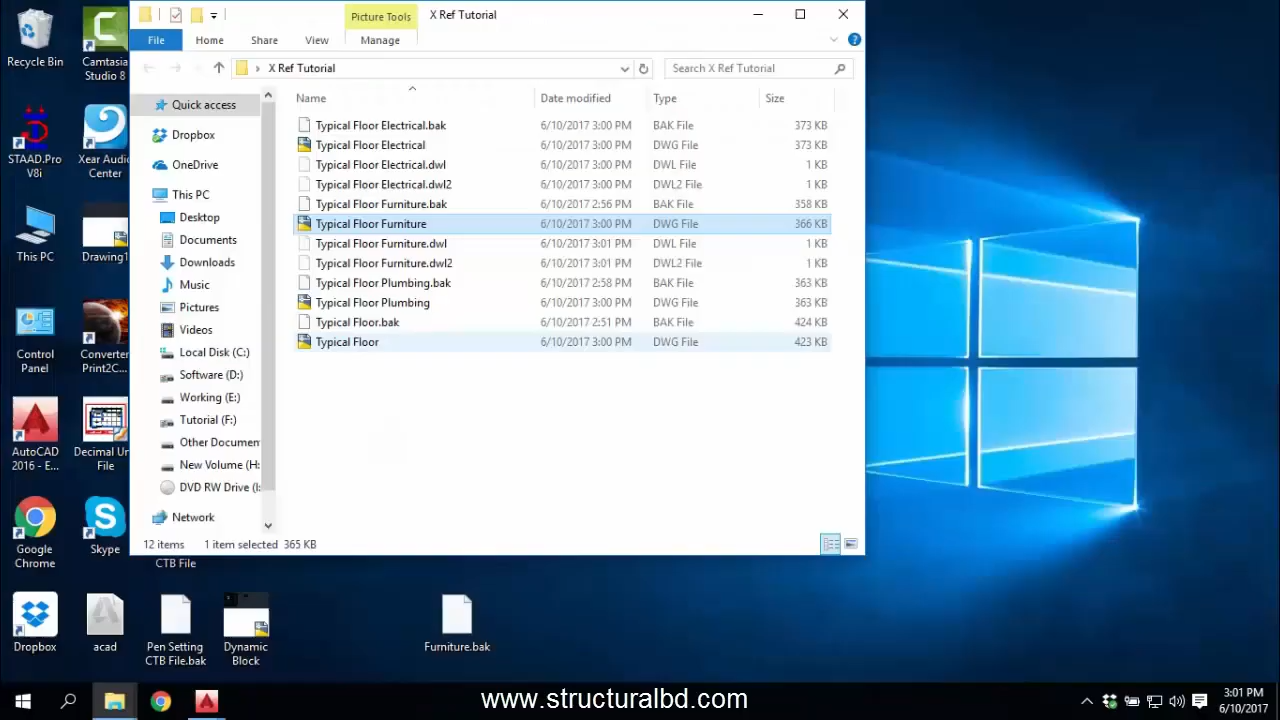 Picture Tools
X Ref Tutorial
File
Home
Share
View
Manage
X Ref Tutorial
Search X Ref Tutorial
Name
Date modified
Type
Size
Typical Floor Electrical.bak 6/10/2017 3:00 PM BAK File 373 KB
Typical Floor Electrical 6/10/2017 3:00 PM DWG File 373 KB
Typical Floor Electrical.dwl 6/10/2017 3:00 PM DWL File 1 KB
Typical Floor Electrical.dwl2 6/10/2017 3:00 PM DWL2 File 1 KB
Typical Floor Furniture.bak 6/10/2017 2:56 PM BAK File 358 KB
Typical Floor Furniture 6/10/2017 3:00 PM DWG File 366 KB
Typical Floor Furniture.dwl 6/10/2017 3:01 PM DWL File 1 KB
Typical Floor Furniture.dwl2 6/10/2017 3:01 PM DWL2 File 1 KB
Typical Floor Plumbing.bak 6/10/2017 2:58 PM BAK File 363 KB
Typical Floor Plumbing 6/10/2017 3:00 PM DWG File 363 KB
Typical Floor.bak 6/10/2017 2:51 PM BAK File 424 KB
Typical Floor 6/10/2017 3:00 PM DWG File 423 KB
Quick access
Dropbox
OneDrive
This PC
Desktop
Documents
Downloads
Music
Pictures
Videos
Local Disk (C:)
Software (D:)
Working (E:)
Tutorial (F:)
Other Documen
New Volume (H:
DVD RW Drive (I:
Network
12 items 1 item selected 365 KB
Recycle Bin
Camtasia
Studio 8
STAAD.Pro
V8i
Xear Audio
Center
This PC
Drawing1
Control
Panel
Converter
Print2C...
AutoCAD
2016 - E...
Decimal Un
File
Google
Chrome
Skype
CTB File
Dropbox
acad
Pen Setting
CTB File.bak
Dynamic
Block
Furniture.bak
www.structuralbd.com
3:01 PM
6/10/2017